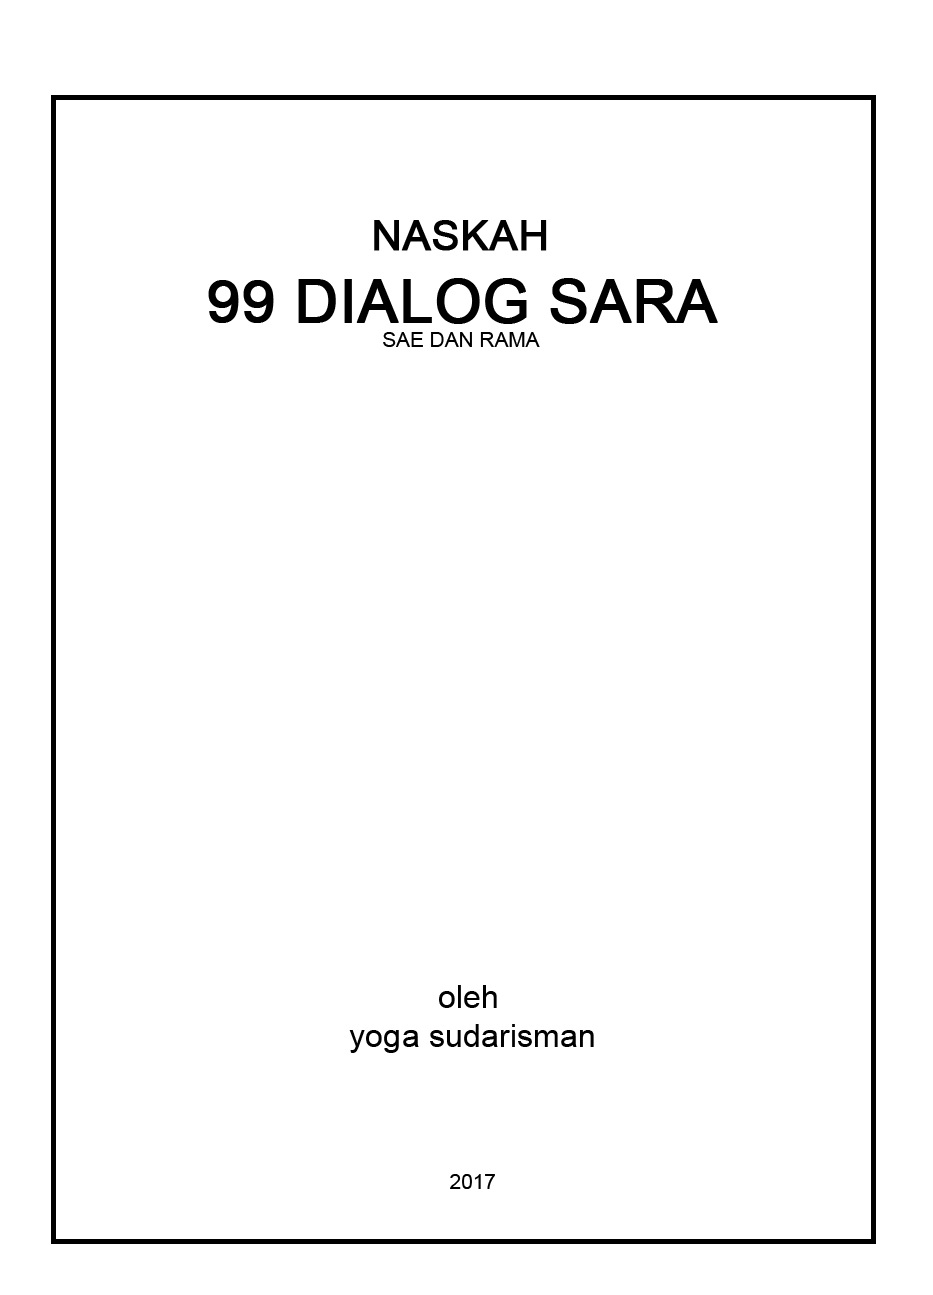 NASKAH
99 DIALOG SARA
SAE DAN RAMA
oleh
yoga sudarisman
2017